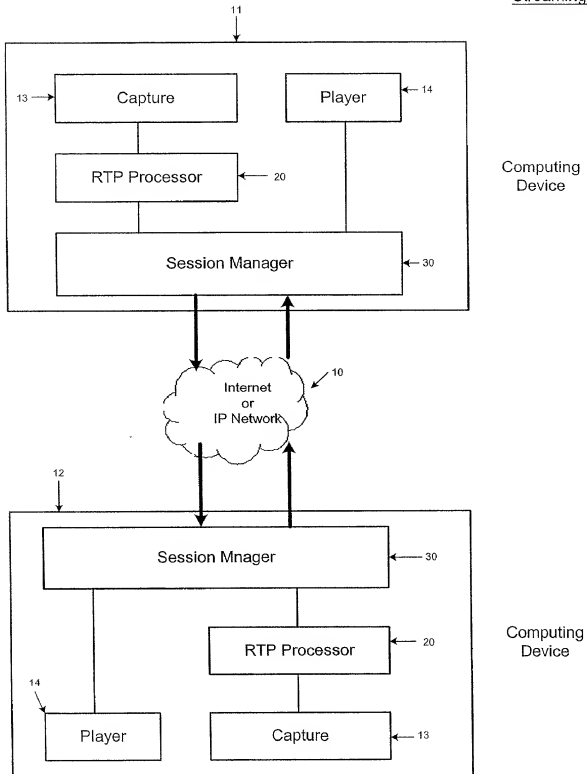 11
13
Capture
Player
14
RTP Processor
20
Computing
Device
Session Manager
30
Internet
or
IP Network
10
12
Session Mnager
30
RTP Processor
20
Computing
Device
14
Player
Capture
13